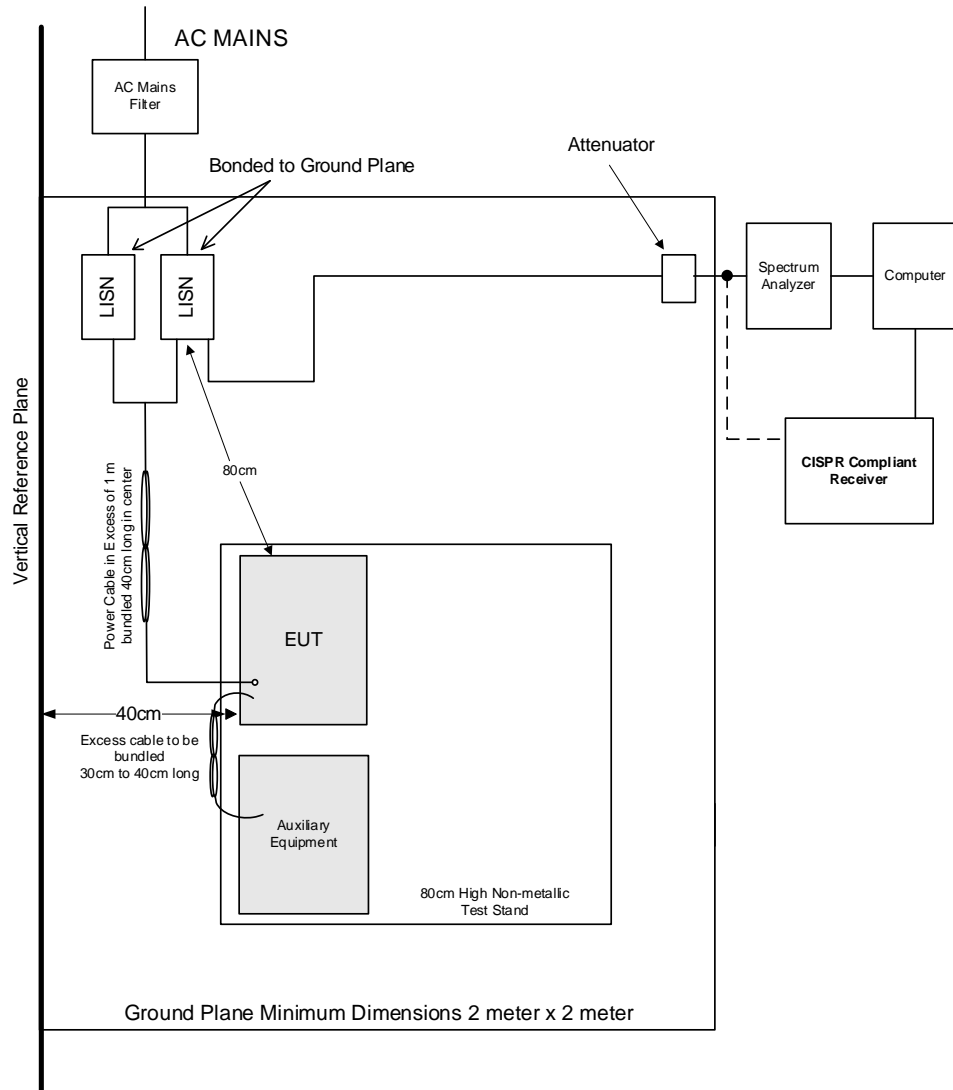 AC MAINS
AC Mains
Filter
Bonded to Ground Plane
Attenuator
LISN
LISN
Spectrum
Analyzer
Computer
CISPR Compliant
Receiver
Vertical Reference Plane
80cm
Power Cable in Excess of 1 m
bundled 40cm long in center
EUT
40cm
Excess cable to be
bundled
30cm to 40cm long
Auxiliary
Equipment
80cm High Non-metallic
Test Stand
Ground Plane Minimum Dimensions 2 meter x 2 meter